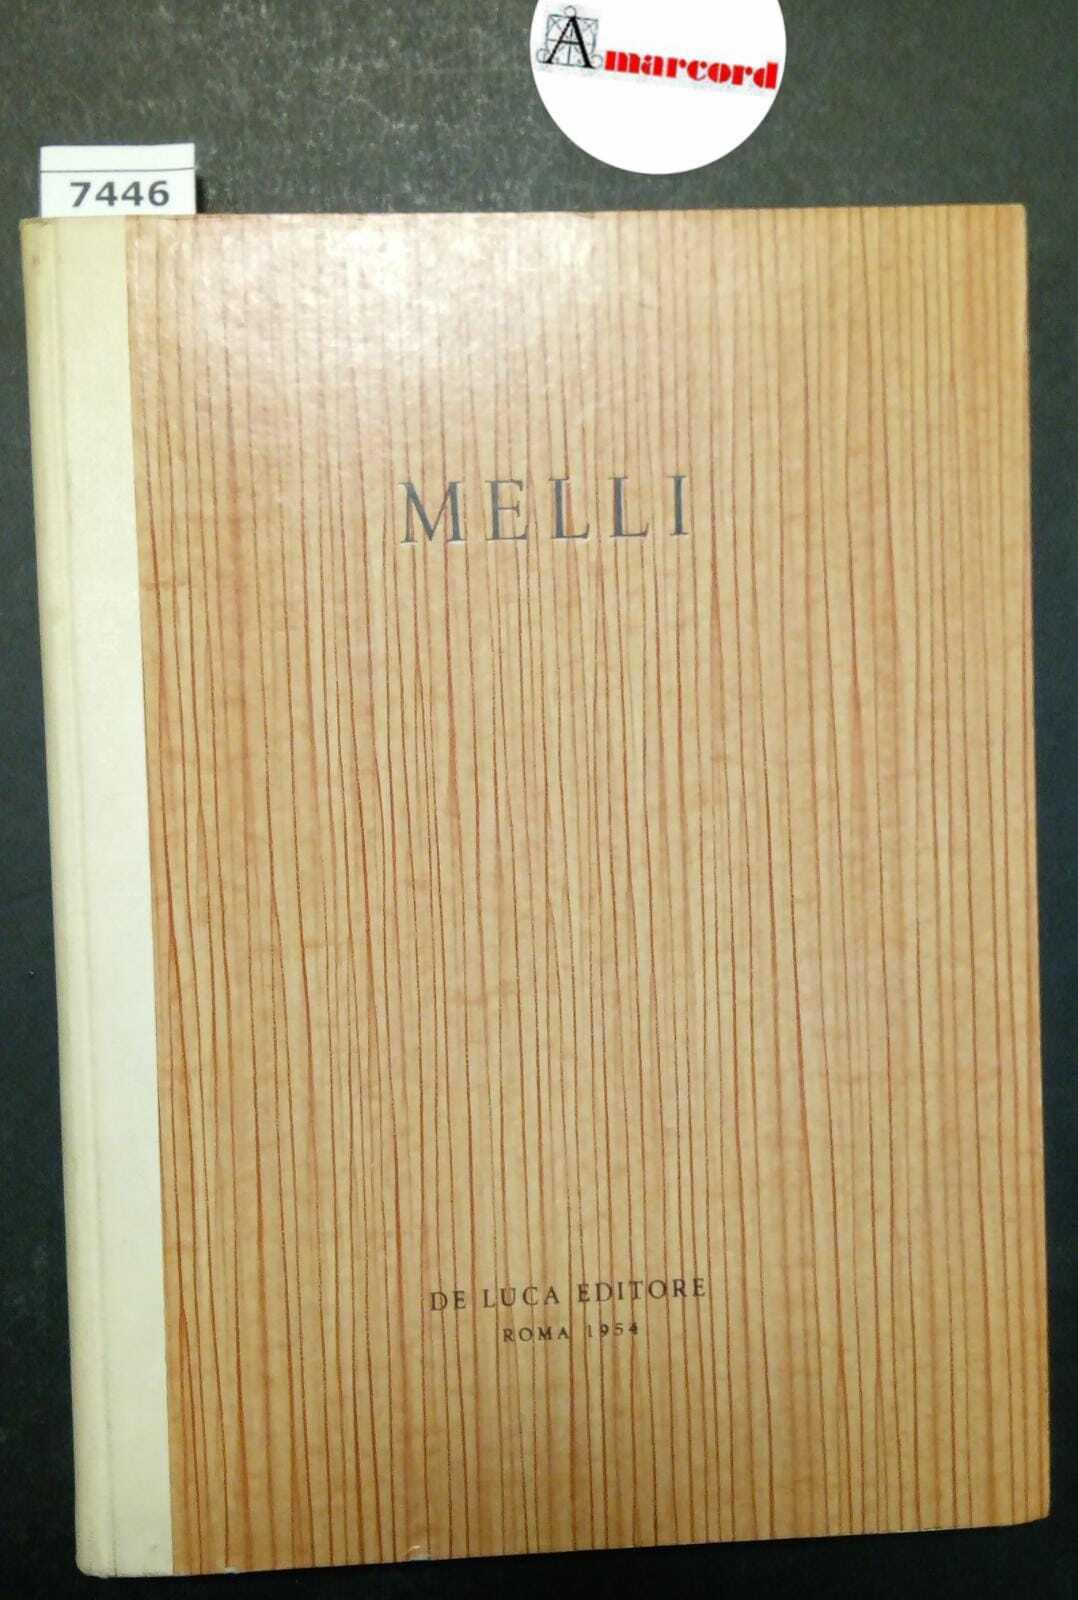 Amarcord
7446
MELLI
DE LUCA EDITORE
ROMA 1954